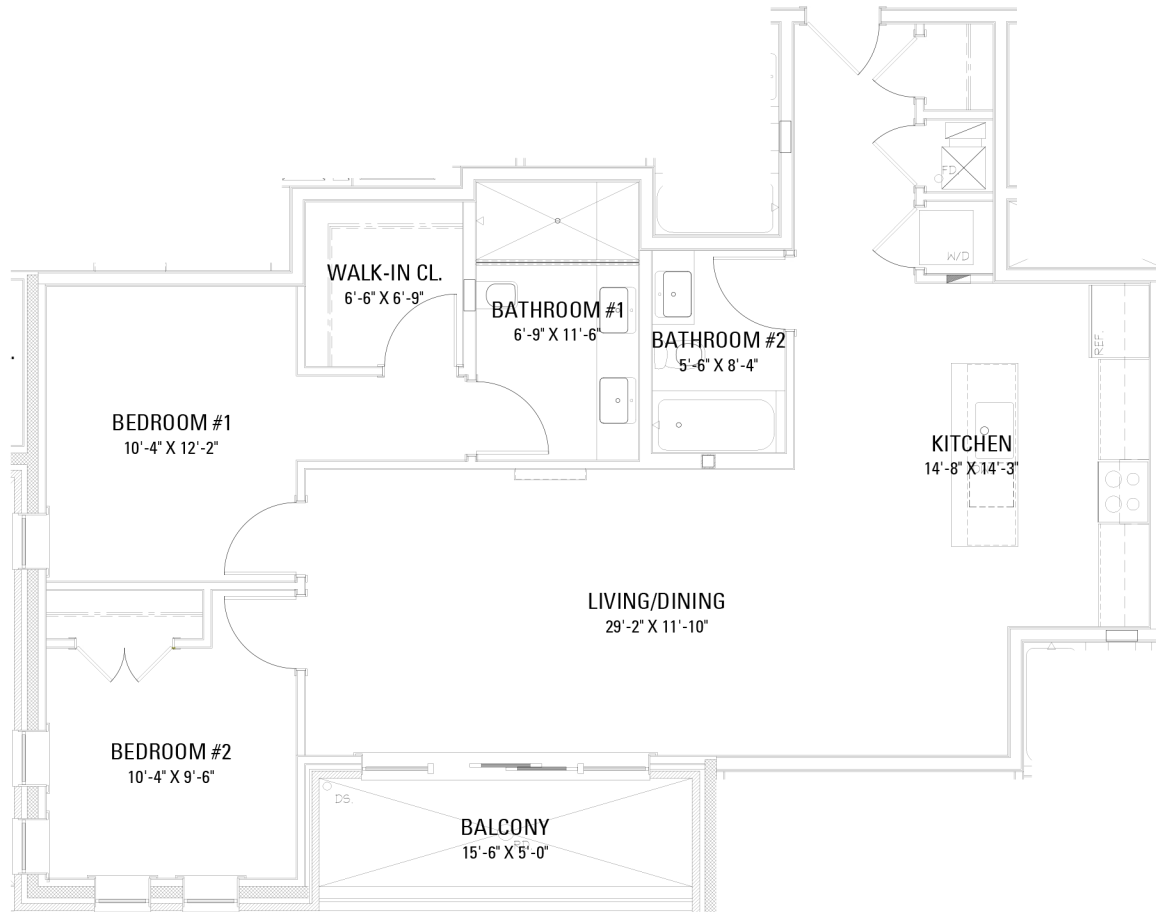 FD.
W/D
WALK-IN CL.
6'-6" X 6'-9"
BATHROOM #1
6'-9" X 11'-6"
BATHROOM #2
5'-6" X 8'-4"
REF.
BEDROOM #1
10'-4" X 12'-2"
KITCHEN
14'-8" X 14'-3"
LIVING/DINING
29'-2" X 11'-10"
BEDROOM #2
10'-4" X 9'-6"
DS.
BALCONY
15'-6" X 5'-0"